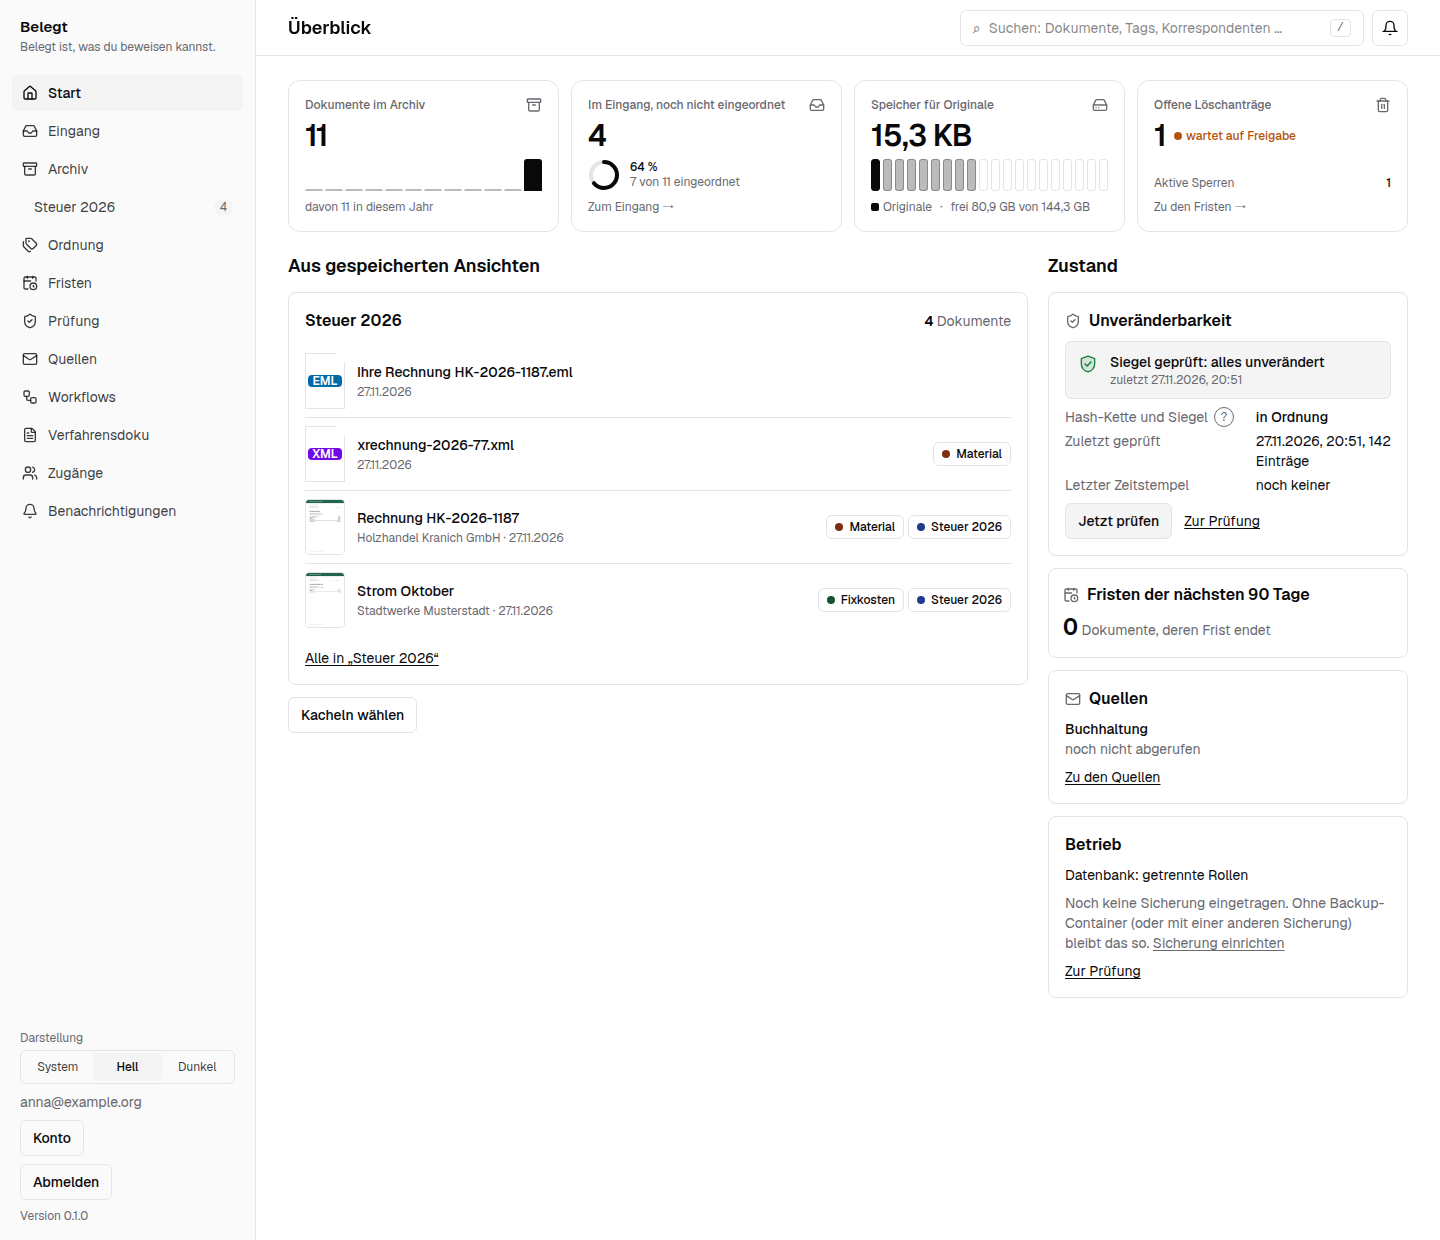 Belegt
Belegt ist, was du beweisen kannst.
Start
Eingang
Archiv
Steuer 2026 4
Ordnung
Fristen
Prüfung
Quellen
Workflows
Verfahrensdoku
Zugänge
Benachrichtigungen
Darstellung
System Hell Dunkel
anna@example.org
Konto
Abmelden
Version 0.1.0
Überblick
Suchen: Dokumente, Tags, Korrespondenten … /
Dokumente im Archiv
11
davon 11 in diesem Jahr
Im Eingang, noch nicht eingeordnet
4
64 %
7 von 11 eingeordnet
Zum Eingang →
Speicher für Originale
15,3 KB
Originale · frei 80,9 GB von 144,3 GB
Offene Löschanträge
1 wartet auf Freigabe
Aktive Sperren 1
Zu den Fristen →
Aus gespeicherten Ansichten
Steuer 2026 4 Dokumente
EML
Ihre Rechnung HK-2026-1187.eml
27.11.2026
XML
xrechnung-2026-77.xml
27.11.2026
Material
Rechnung HK-2026-1187
Holzhandel Kranich GmbH · 27.11.2026
Material Steuer 2026
Strom Oktober
Stadtwerke Musterstadt · 27.11.2026
Fixkosten Steuer 2026
Alle in „Steuer 2026“
Kacheln wählen
Zustand
Unveränderbarkeit
Siegel geprüft: alles unverändert
zuletzt 27.11.2026, 20:51
Hash-Kette und Siegel ? in Ordnung
Zuletzt geprüft 27.11.2026, 20:51, 142
Einträge
Letzter Zeitstempel noch keiner
Jetzt prüfen Zur Prüfung
Fristen der nächsten 90 Tage
0 Dokumente, deren Frist endet
Quellen
Buchhaltung
noch nicht abgerufen
Zu den Quellen
Betrieb
Datenbank: getrennte Rollen
Noch keine Sicherung eingetragen. Ohne Backup-
Container (oder mit einer anderen Sicherung)
bleibt das so. Sicherung einrichten
Zur Prüfung